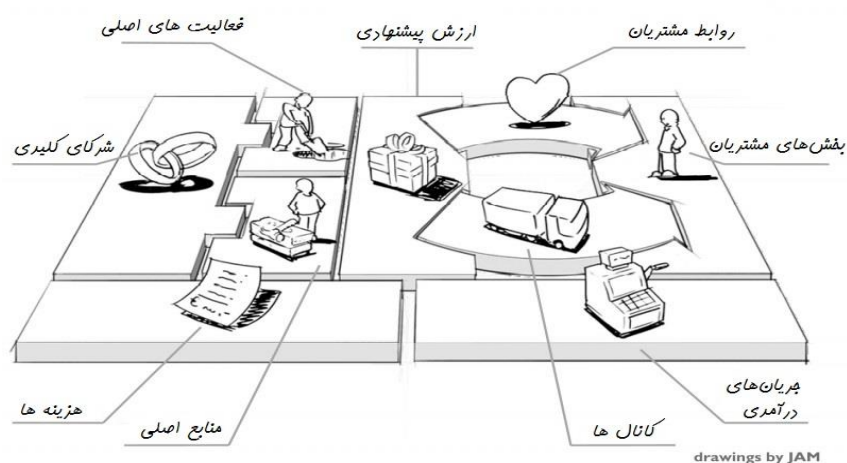 فعالیت های اصلی
ارزش پیشنهادی
روابط مشتریان
شرکای کلیدی
بخش‌های مشتریان
هزینه ها
منابع اصلی
کانال ها
جریان‌های
درآمدی
drawings by JAM